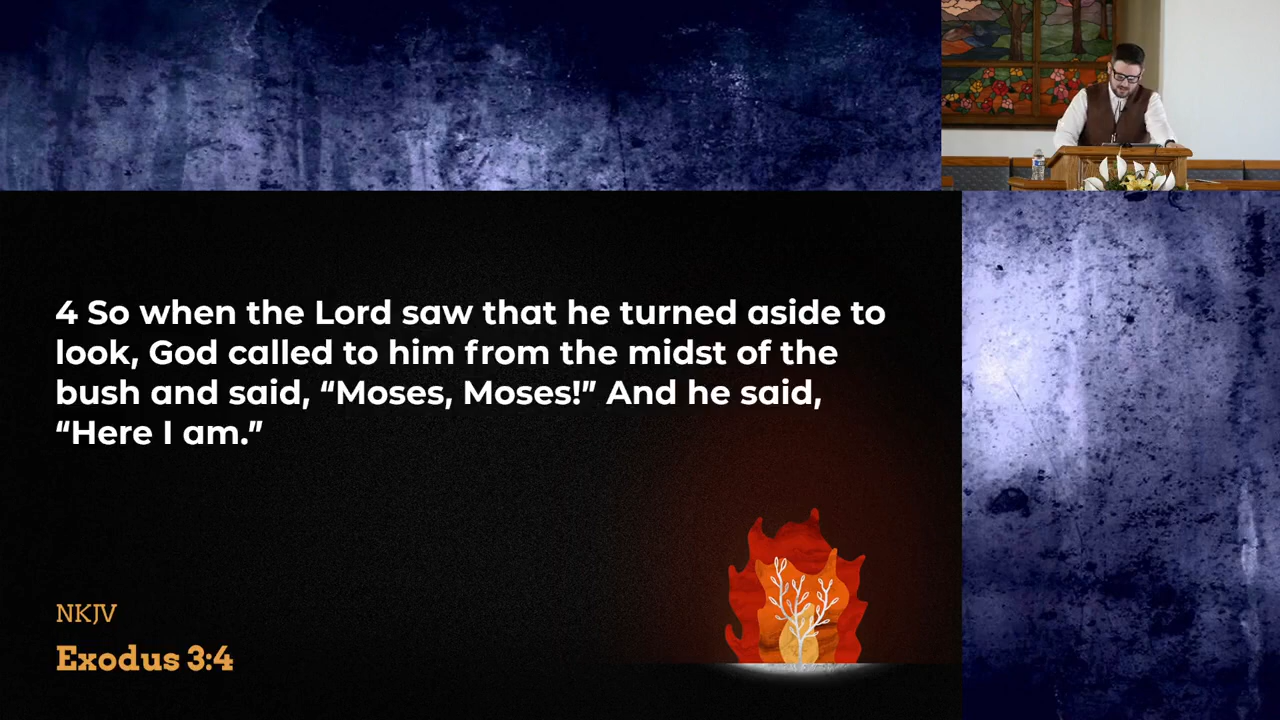 4 So when the Lord saw that he turned aside to
look, God called to him from the midst of the
bush and said, “Moses, Moses!” And he said,
“Here I am.”
NKJV
Exodus 3:4